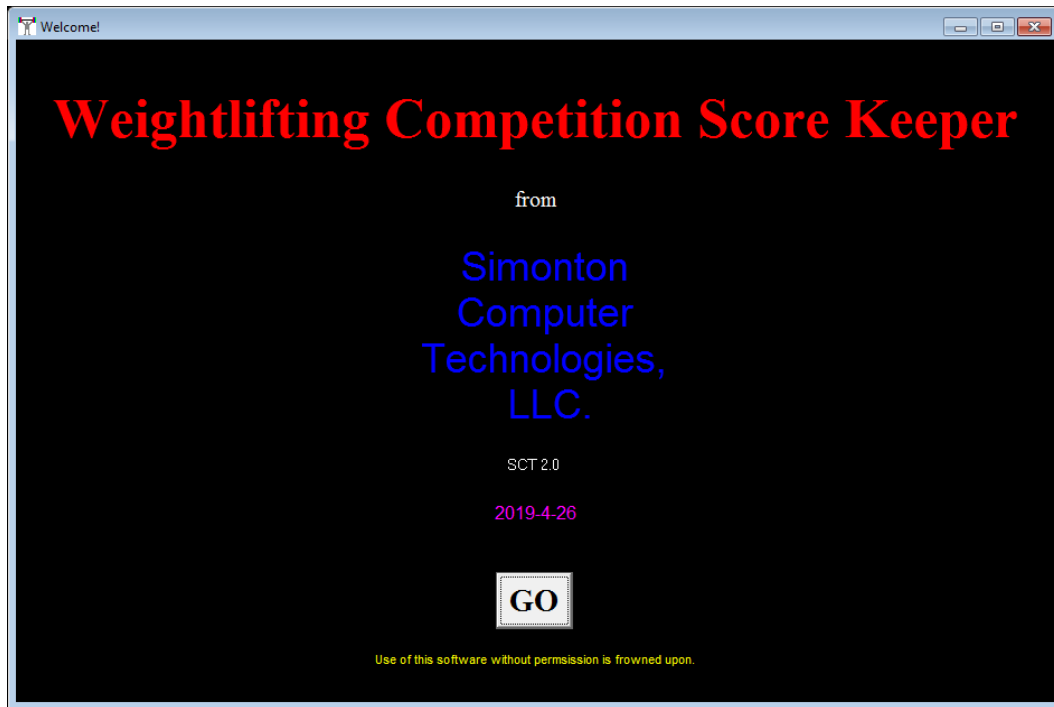 Welcome!
Weightlifting Competition Score Keeper
from
Simonton
Computer
Technologies,
LLC.
SCT 2.0
2019-4-26
GO
Use of this software without permsission is frowned upon.